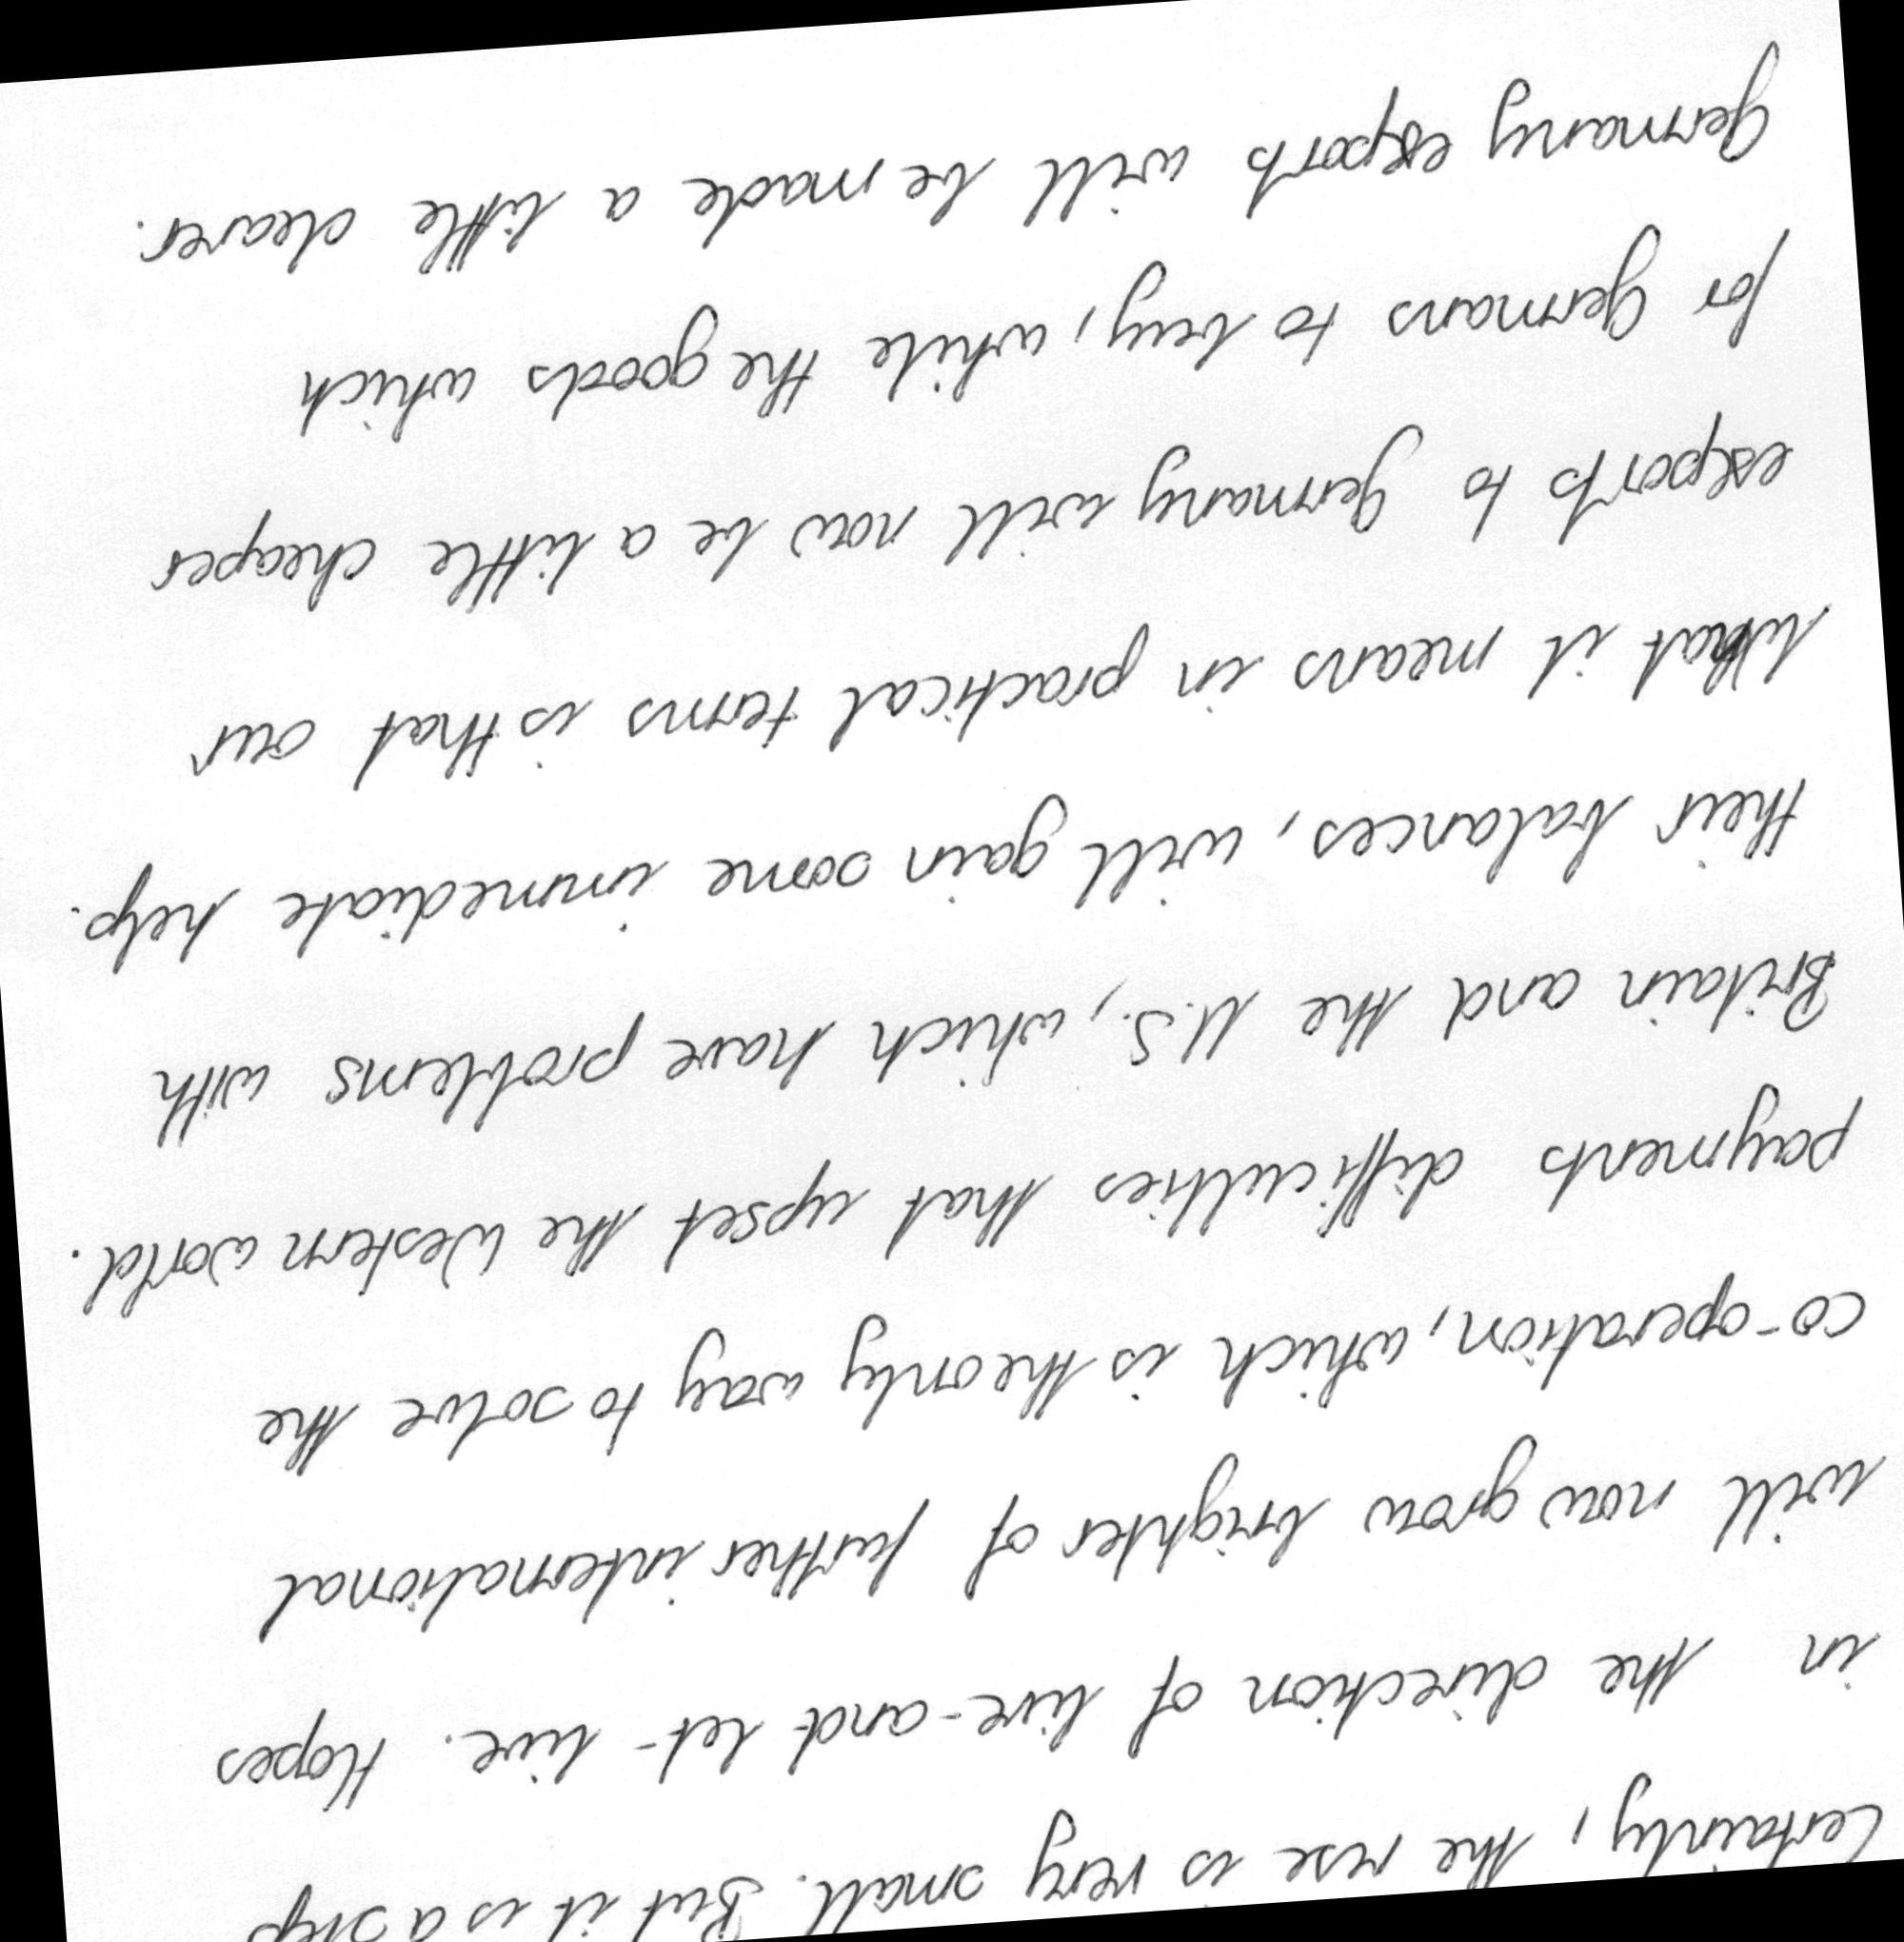 Certainly, the rise is very small. But it is a step
in the direction of live-and-let-live. Hopes
will now grow brighter of further international
co-operation, which is the only way to solve the
payments difficulties that upset the Western world.
Britain and the U.S., which have problems with
their balances, will gain some immediate help.
What it means in practical terms is that our
exports to Germany will now be a little cheaper
for Germans to buy, while the goods which
Germany exports will be made a little dearer.